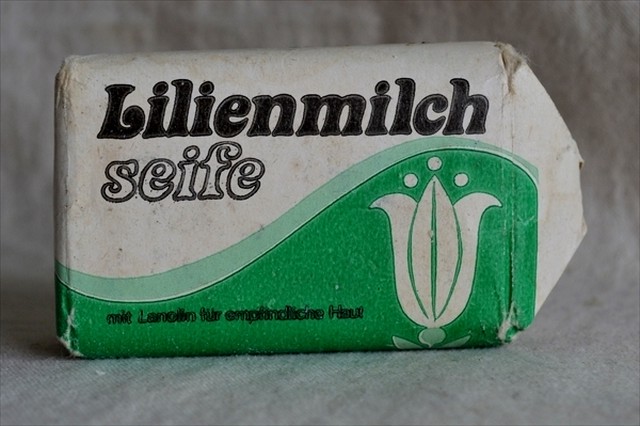 Lilienmilch
seife
mit Lanolin für empfindliche Haut